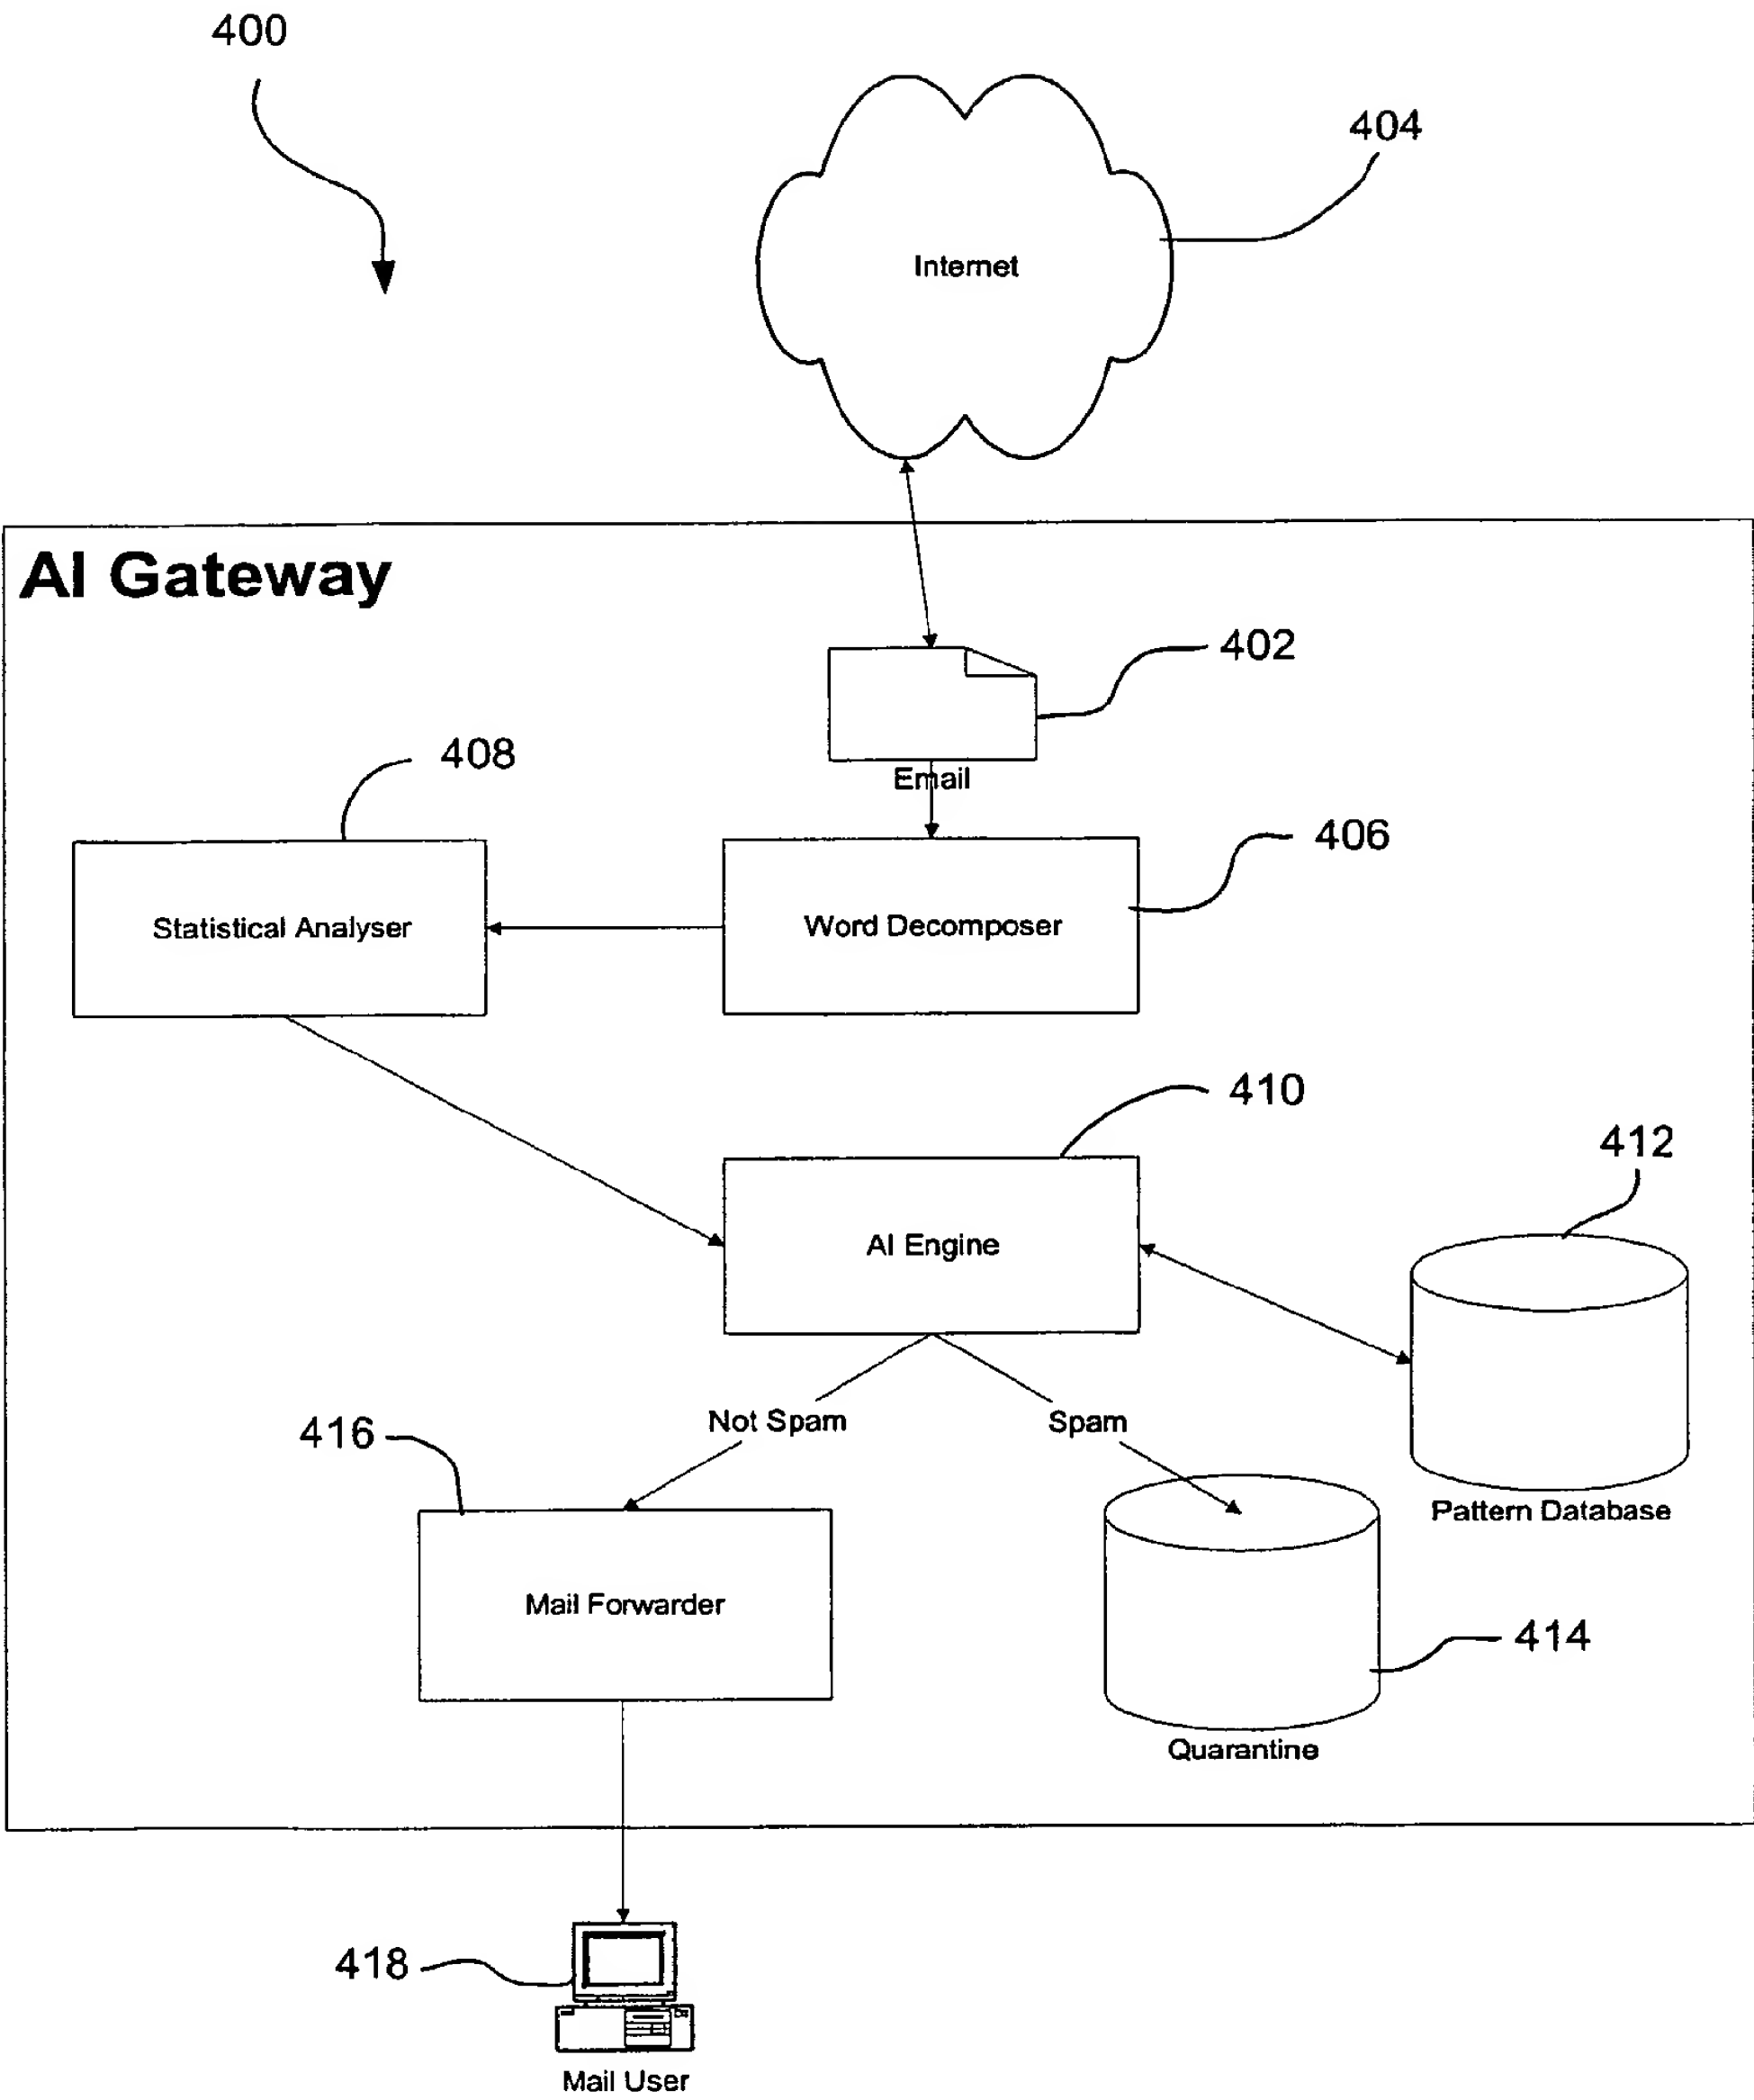 400
404
Internet
AI Gateway
402
Email
408
406
Statistical Analyser
Word Decomposer
410
412
AI Engine
Not Spam
Spam
416
Pattern Database
Mail Forwarder
414
Quarantine
418
Mail User